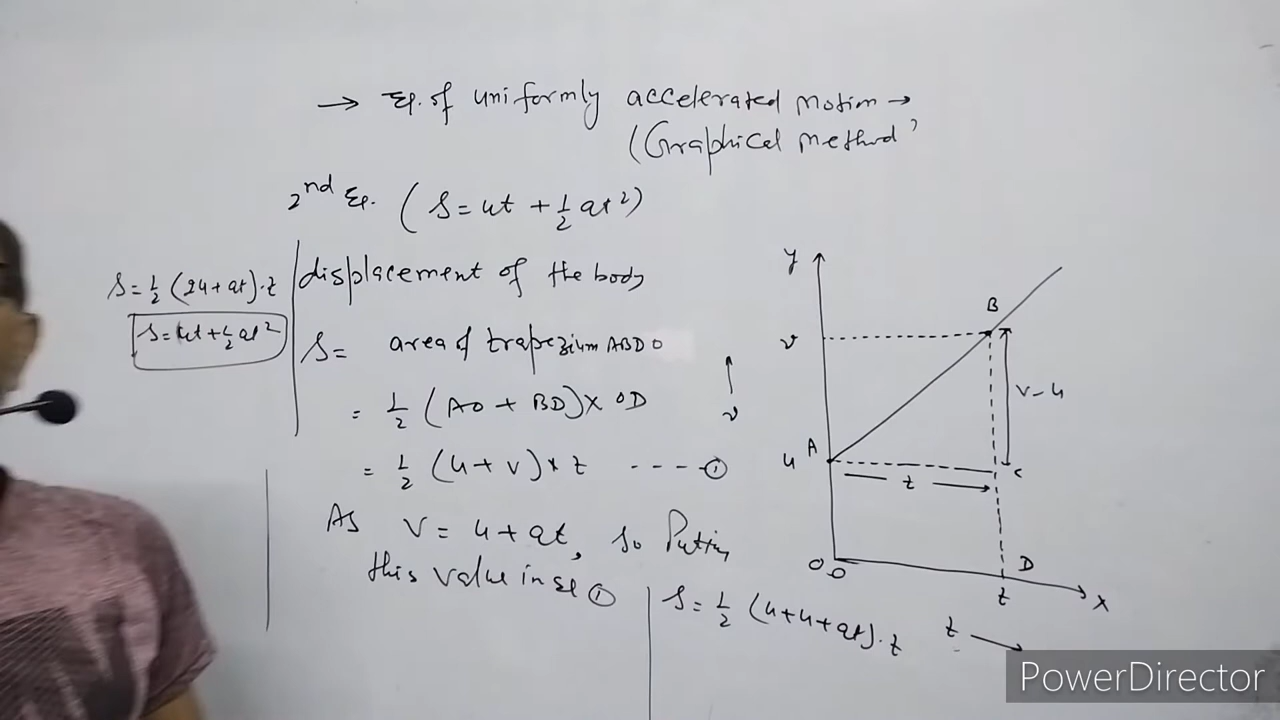 → Eq. of uniformly accelerated motion →
(Graphical method)
2nd Eq. (S = ut + 1/2 at²)
displacement of the body
S = area of trapezium ABDO
= 1/2 (AO + BD) × OD
= 1/2 (u + v) × t ---- ①
As v = u + at, so Putting
this value in eq ①
S = 1/2 (u + u + at) . t
S = 1/2 (2u + at) . t
S = ut + 1/2 at²
y
B
v
v - u
v
A
u
C
t
O
O
D
t
X
t →
PowerDirector